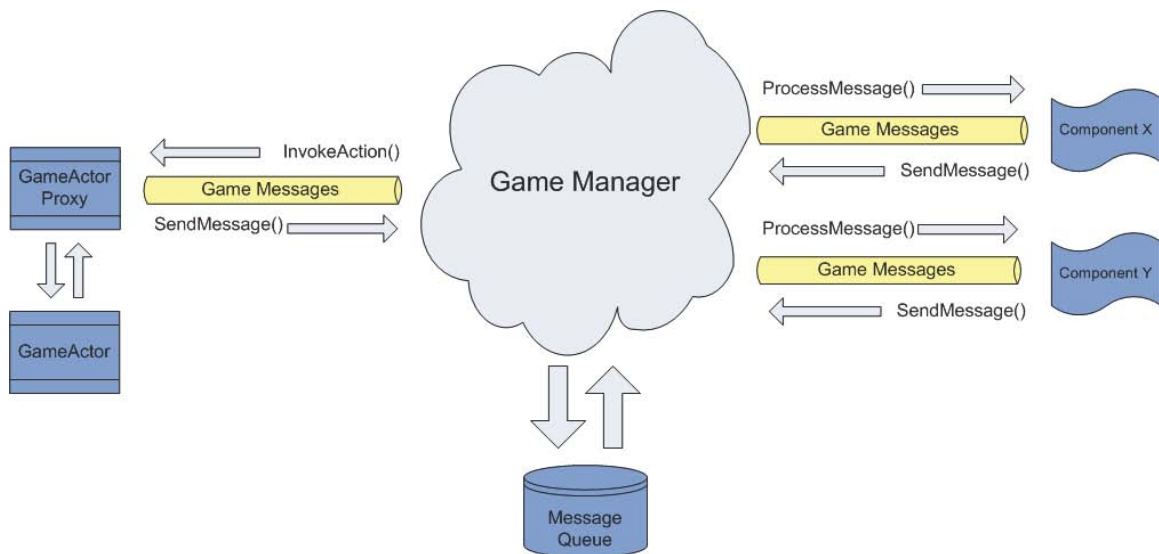 InvokeAction()
GameActor
Proxy
Game Messages
SendMessage()
GameActor
Game Manager
ProcessMessage()
Game Messages
Component X
SendMessage()
ProcessMessage()
Game Messages
Component Y
SendMessage()
Message
Queue